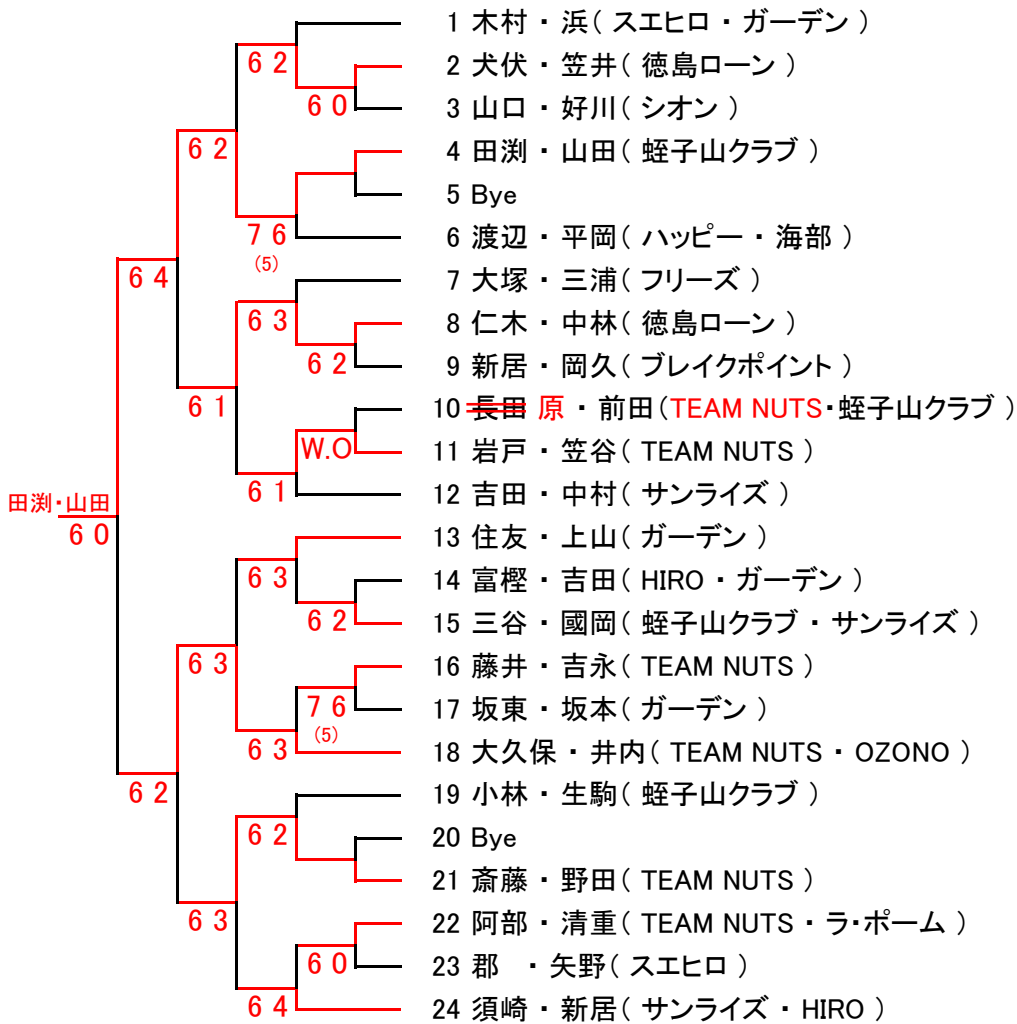 1 木村 ・ 浜( スエヒロ ・ ガーデン )
6 2
2 犬伏 ・ 笠井( 徳島ローン )
6 0
3 山口 ・ 好川( シオン )
6 2
4 田渕 ・ 山田( 蛭子山クラブ )
5 Bye
7 6
(5)
6 渡辺 ・ 平岡( ハッピー ・ 海部 )
6 4
7 大塚 ・ 三浦( フリーズ )
6 3
8 仁木 ・ 中林( 徳島ローン )
6 2
9 新居 ・ 岡久( ブレイクポイント )
6 1
10 長田 原 ・ 前田(TEAM NUTS・蛭子山クラブ )
W.O
11 岩戸 ・ 笠谷( TEAM NUTS )
6 1
12 吉田 ・ 中村( サンライズ )
田渕・山田
6 0
13 住友 ・ 上山( ガーデン )
6 3
14 富樫 ・ 吉田( HIRO ・ ガーデン )
6 2
15 三谷 ・ 國岡( 蛭子山クラブ ・ サンライズ )
6 3
16 藤井 ・ 吉永( TEAM NUTS )
7 6
(5)
17 坂東 ・ 坂本( ガーデン )
6 3
18 大久保 ・ 井内( TEAM NUTS ・ OZONO )
6 2
19 小林 ・ 生駒( 蛭子山クラブ )
6 2
20 Bye
21 斎藤 ・ 野田( TEAM NUTS )
6 3
22 阿部 ・ 清重( TEAM NUTS ・ ラ・ポーム )
6 0
23 郡 ・ 矢野( スエヒロ )
6 4
24 須崎 ・ 新居( サンライズ ・ HIRO )